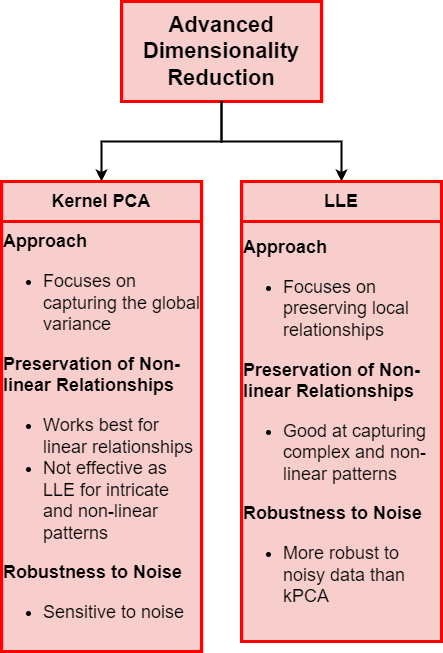 Advanced
Dimensionality
Reduction
Kernel PCA
Approach
• Focuses on
capturing the global
variance
Preservation of Non-
linear Relationships
• Works best for
linear relationships
• Not effective as
LLE for intricate
and non-linear
patterns
Robustness to Noise
• Sensitive to noise
LLE
Approach
• Focuses on
preserving local
relationships
Preservation of Non-
linear Relationships
• Good at capturing
complex and non-
linear patterns
Robustness to Noise
• More robust to
noisy data than
kPCA